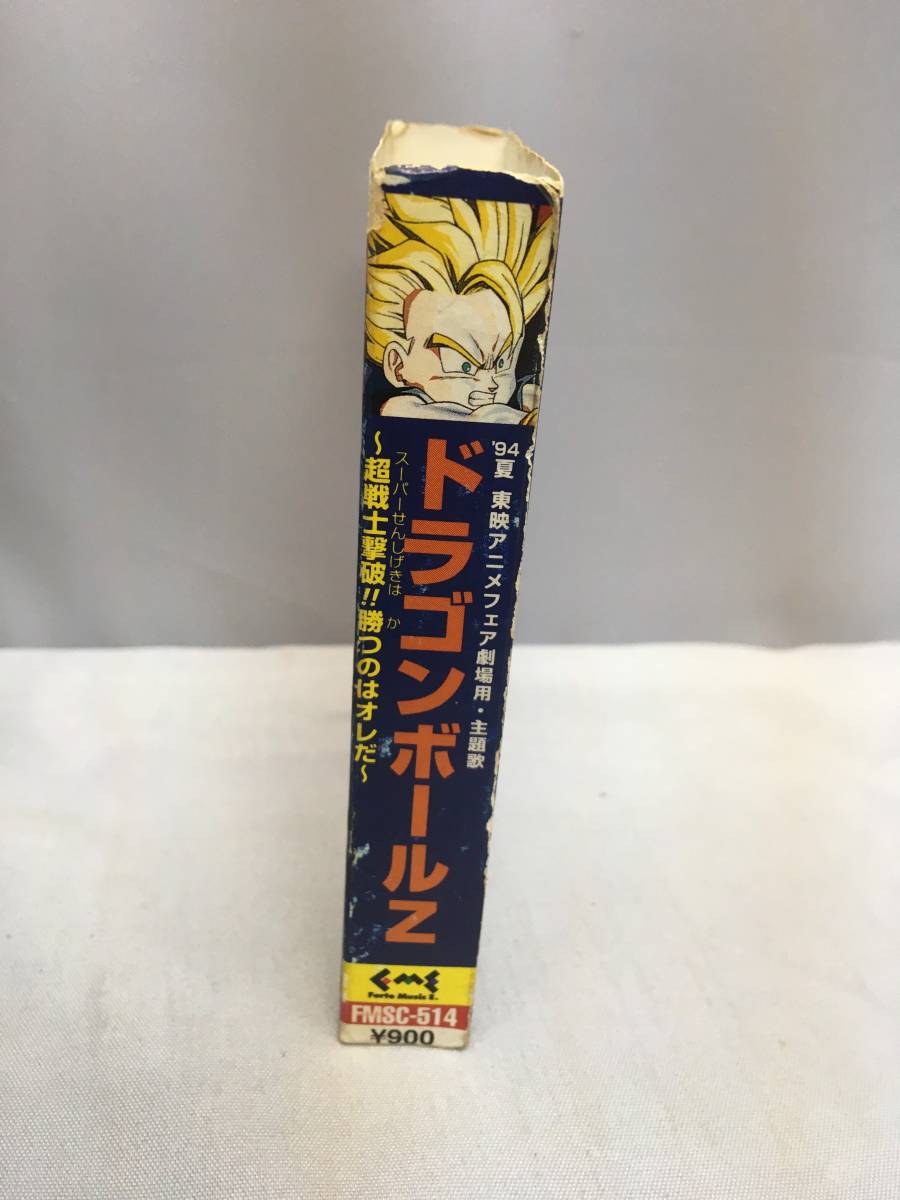 '94夏 東映アニメフェア劇場用・主題歌
ドラゴンボールZ
スーパーせんしげきは か
〜超戦士撃破!!勝つのはオレだ〜
FME
Forte Music E.
FMSC-514
¥900